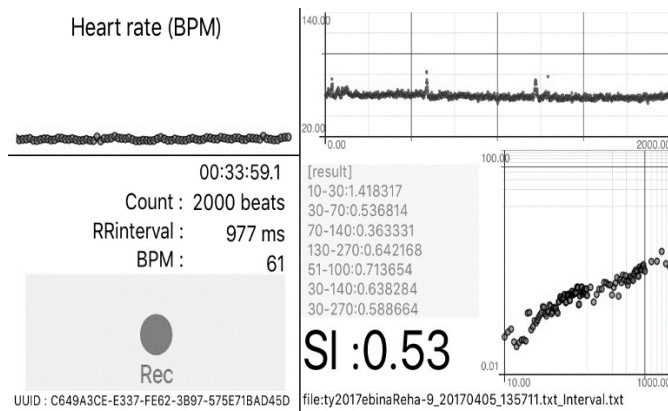 Heart rate (BPM)
00:33:59.1
Count : 2000 beats
RRinterval : 977 ms
BPM : 61
Rec
UUID : C649A3CE-E337-FE62-3B97-575E71BAD45D
140.00
20.00
0.00
2000.0
[result]
10-30:1.418317
30-70:0.536814
70-140:0.363331
130-270:0.642168
51-100:0.713654
30-140:0.638284
30-270:0.588664
SI :0.53
100.00
0.01
10.00
1000.00
file:ty2017ebinaReha-9_20170405_135711.txt_Interval.txt